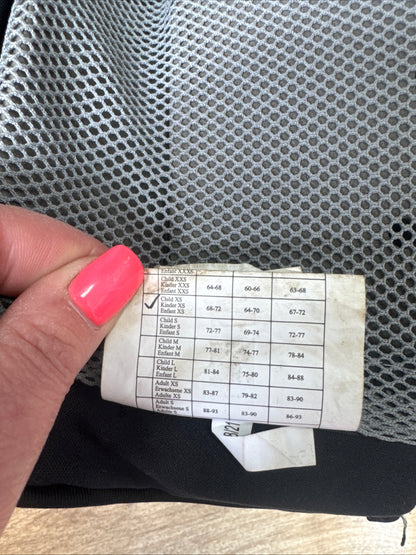 Enfant XXXS
Child XXS
Kinder XXS
Enfant XXS
64-68 60-66 63-68
Child XS
Kinder XS
Enfant XS
68-72 64-70 67-72
Child S
Kinder S
Enfant S
72-77 69-74 72-77
Child M
Kinder M
Enfant M
77-81 74-77 78-84
Child L
Kinder L
Enfant L
81-84 75-80 84-88
Adult XS
Erwachsene XS
Adulte XS
83-87 79-82 83-90
Adult S
Erwachsene S
Adulte S
88-93 83-90 86-93
8/21